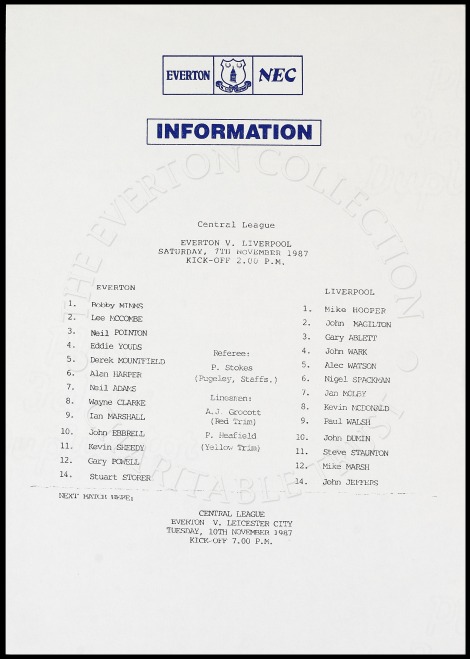 EVERTON NEC
INFORMATION
THE EVERTON COLLECTION CHARITABLE TRUST
Central League
EVERTON V. LIVERPOOL
SATURDAY, 7TH NOVEMBER 1987
KICK-OFF 2.00 P.M.
EVERTON
1. Bobby MIMMS
2. Lee MCCOMBE
3. Neil POINTON
4. Eddie YOUDS
5. Derek MOUNTFIELD
6. Alan HARPER
7. Neil ADAMS
8. Wayne CLARKE
9. Ian MARSHALL
10. John EBBRELL
11. Kevin SHEEDY
12. Gary POWELL
14. Stuart STORER
Referee:
P. Stokes
(Rugeley, Staffs.)
Linesmen:
A.J. Grocott
(Red Trim)
P. Heafield
(Yellow Trim)
LIVERPOOL
1. Mike HOOPER
2. John MAGILTON
3. Gary ABLETT
4. John WARK
5. Alec WATSON
6. Nigel SPACKMAN
7. Jan MOLBY
8. Kevin MCDONALD
9. Paul WALSH
10. John DURNIN
11. Steve STAUNTON
12. Mike MARSH
14. John JEFFERS
NEXT MATCH HERE:
CENTRAL LEAGUE
EVERTON V. LEICESTER CITY
TUESDAY, 10TH NOVEMBER 1987
KICK-OFF 7.00 P.M.